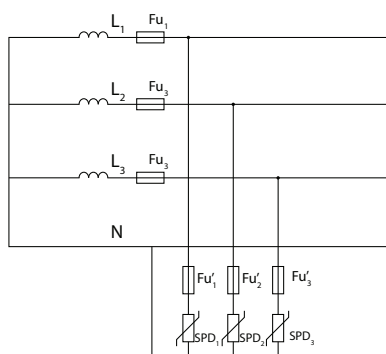 L₁ Fu₁
L₂ Fu₃
L₃ Fu₃
N
Fu'₁ Fu'₂ Fu'₃
SPD₁ SPD₂ SPD₃